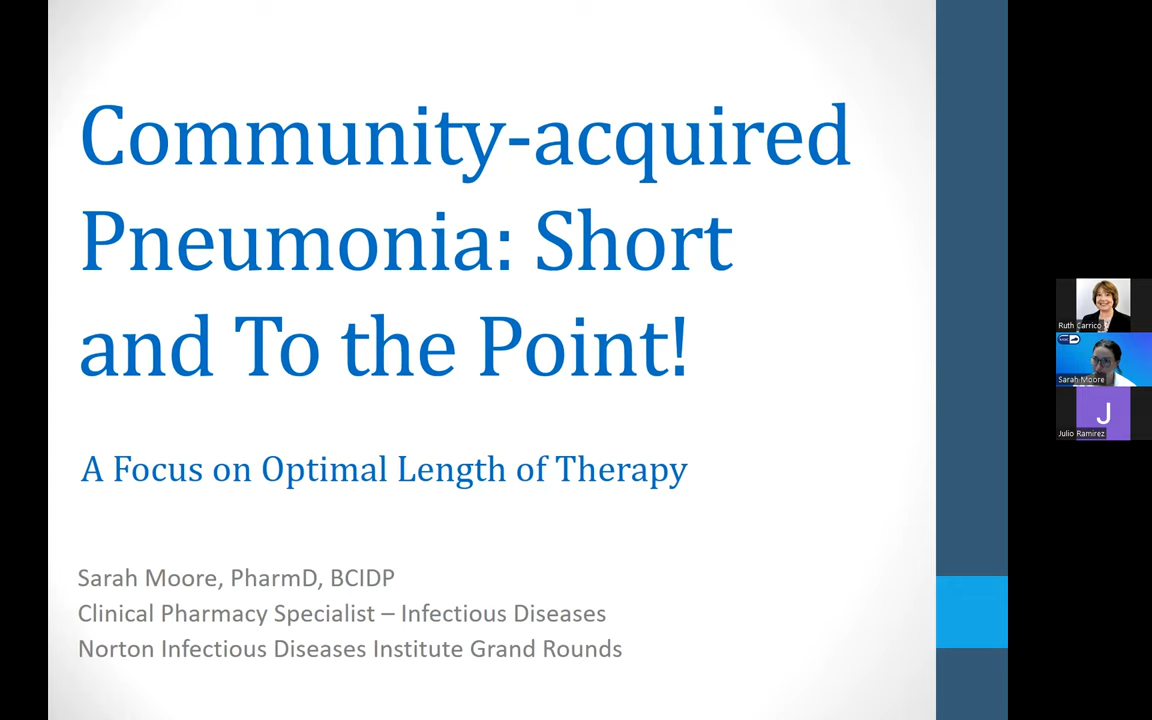 Community-acquired
Pneumonia: Short
and To the Point!
A Focus on Optimal Length of Therapy
Sarah Moore, PharmD, BCIDP
Clinical Pharmacy Specialist – Infectious Diseases
Norton Infectious Diseases Institute Grand Rounds
Ruth Carrico
Sarah Moore
J
Julio Ramirez